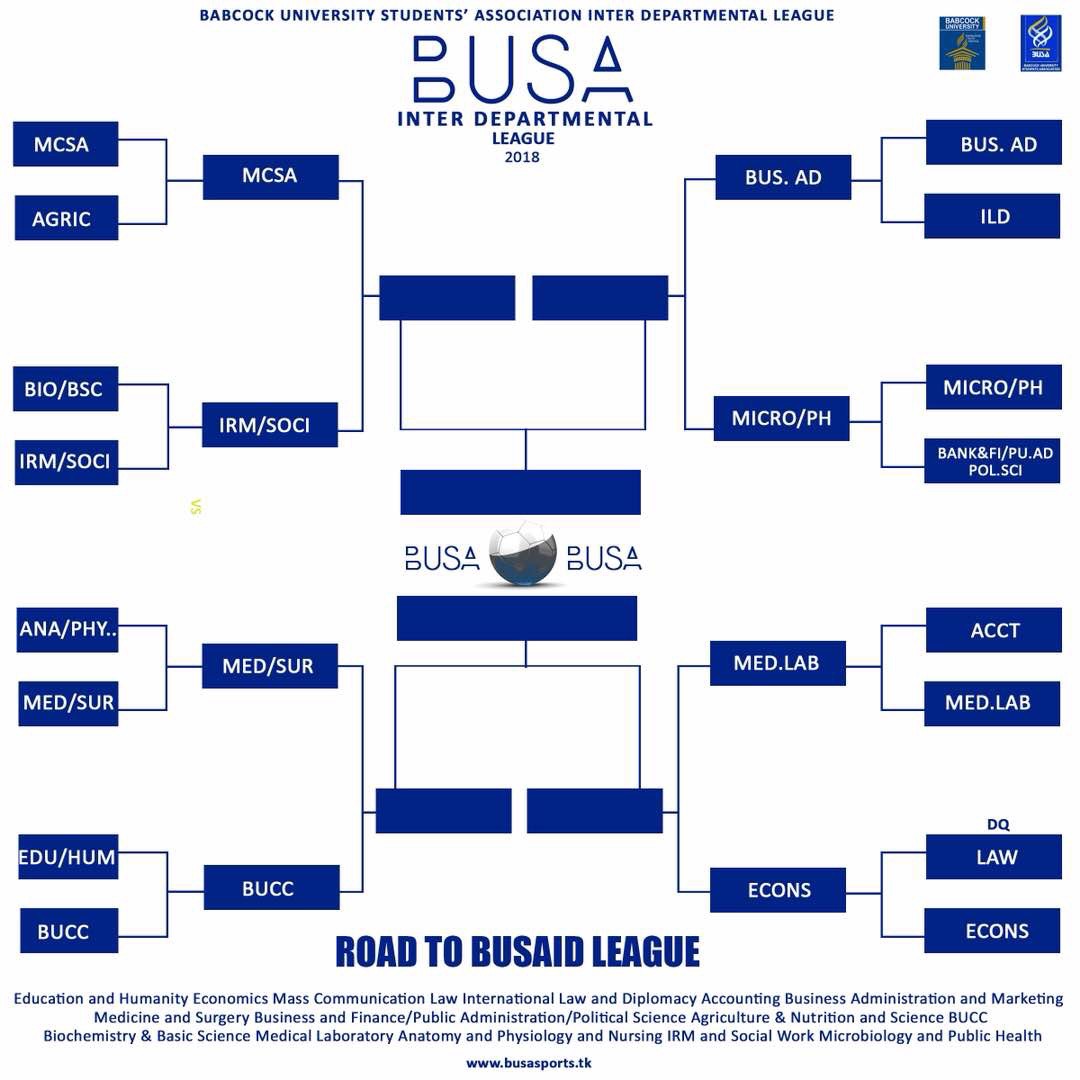 BABCOCK UNIVERSITY STUDENTS’ ASSOCIATION INTER DEPARTMENTAL LEAGUE
BUSA
INTER DEPARTMENTAL
LEAGUE
2018
BABCOCK
UNIVERSITY
BUSA
MCSA
AGRIC
MCSA
BIO/BSC
IRM/SOCI
IRM/SOCI
VS
ANA/PHY..
MED/SUR
MED/SUR
EDU/HUM
BUCC
BUCC
BUS. AD
BUS. AD
ILD
MICRO/PH
MICRO/PH
BANK&FI/PU.AD
POL.SCI
BUSA
BUSA
MED.LAB
ACCT
MED.LAB
ECONS
DQ
LAW
ECONS
ROAD TO BUSAID LEAGUE
Education and Humanity Economics Mass Communication Law International Law and Diplomacy Accounting Business Administration and Marketing
Medicine and Surgery Business and Finance/Public Administration/Political Science Agriculture & Nutrition and Science BUCC
Biochemistry & Basic Science Medical Laboratory Anatomy and Physiology and Nursing IRM and Social Work Microbiology and Public Health
www.busasports.tk